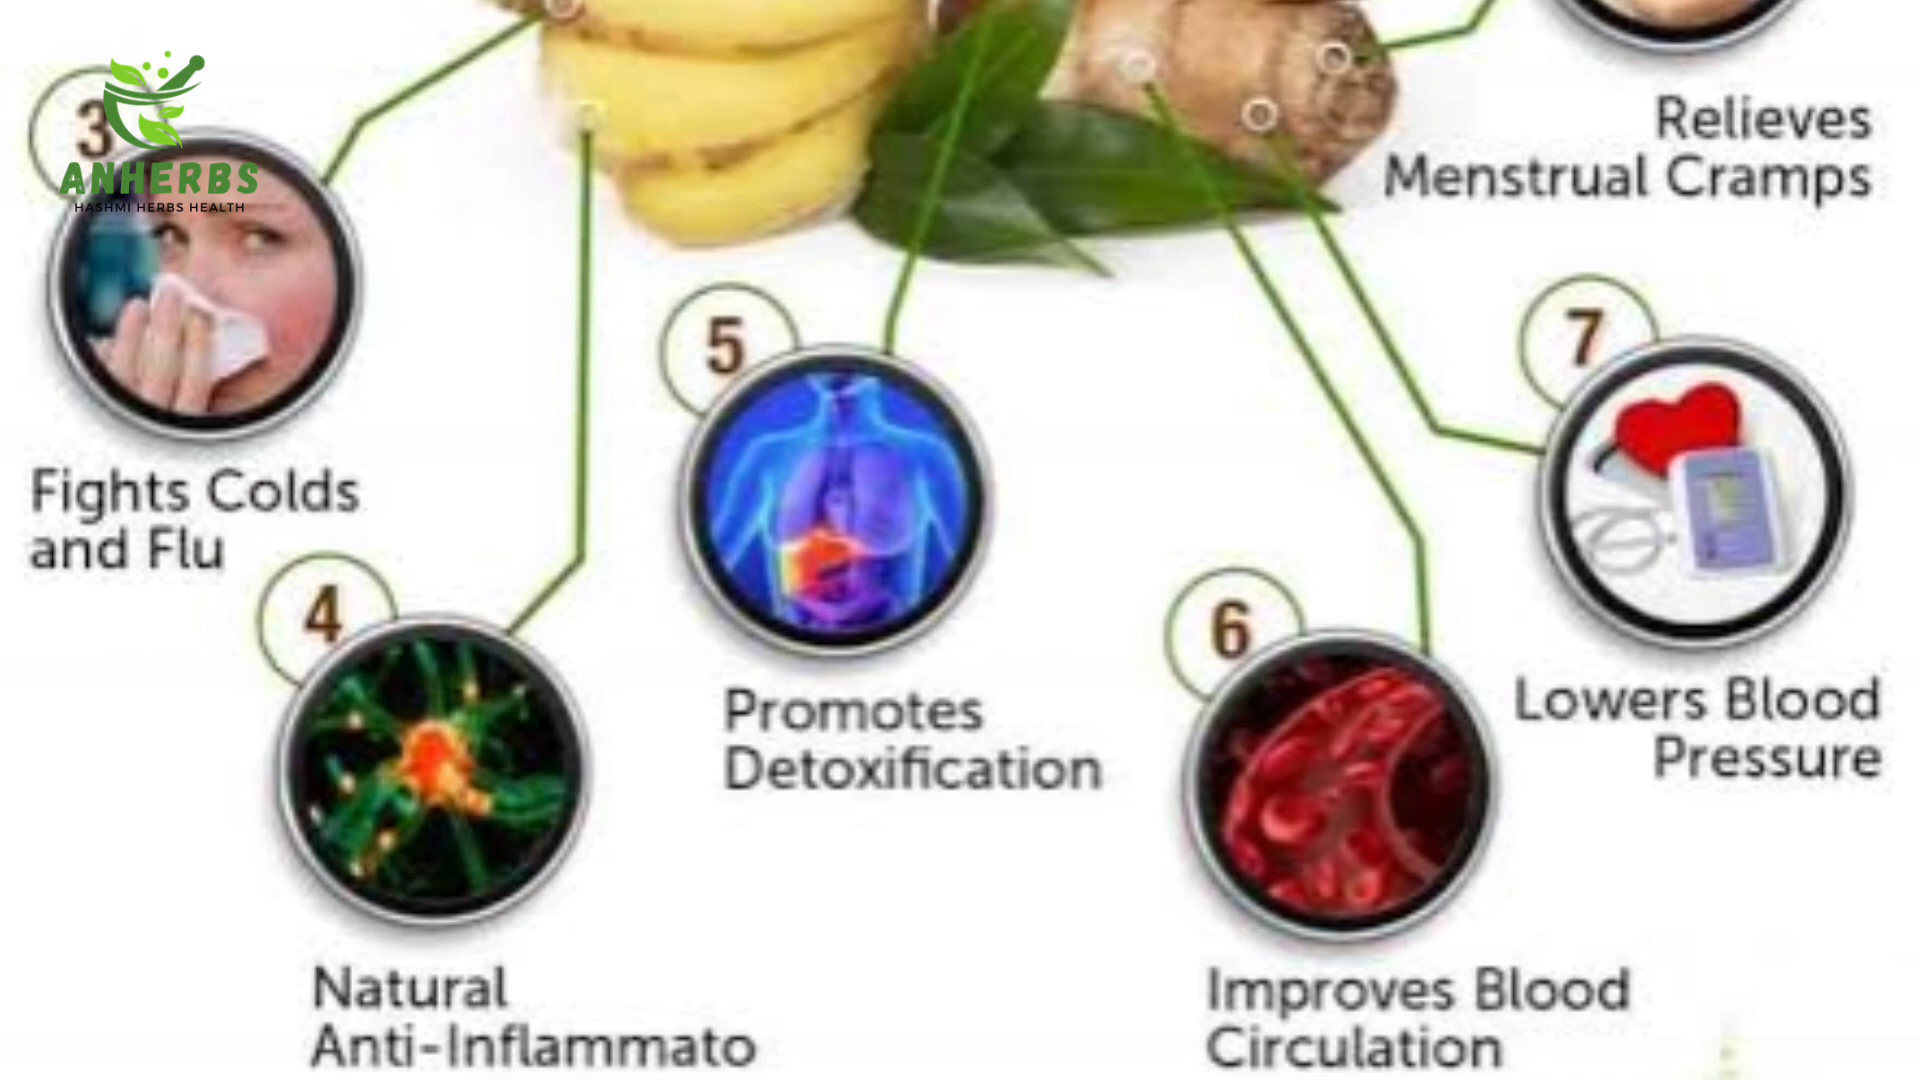 3
ANHERBS
HASHMI HERBS HEALTH
Fights Colds
and Flu
4
Natural
Anti-Inflammato
5
Promotes
Detoxification
6
Improves Blood
Circulation
7
Lowers Blood
Pressure
Relieves
Menstrual Cramps